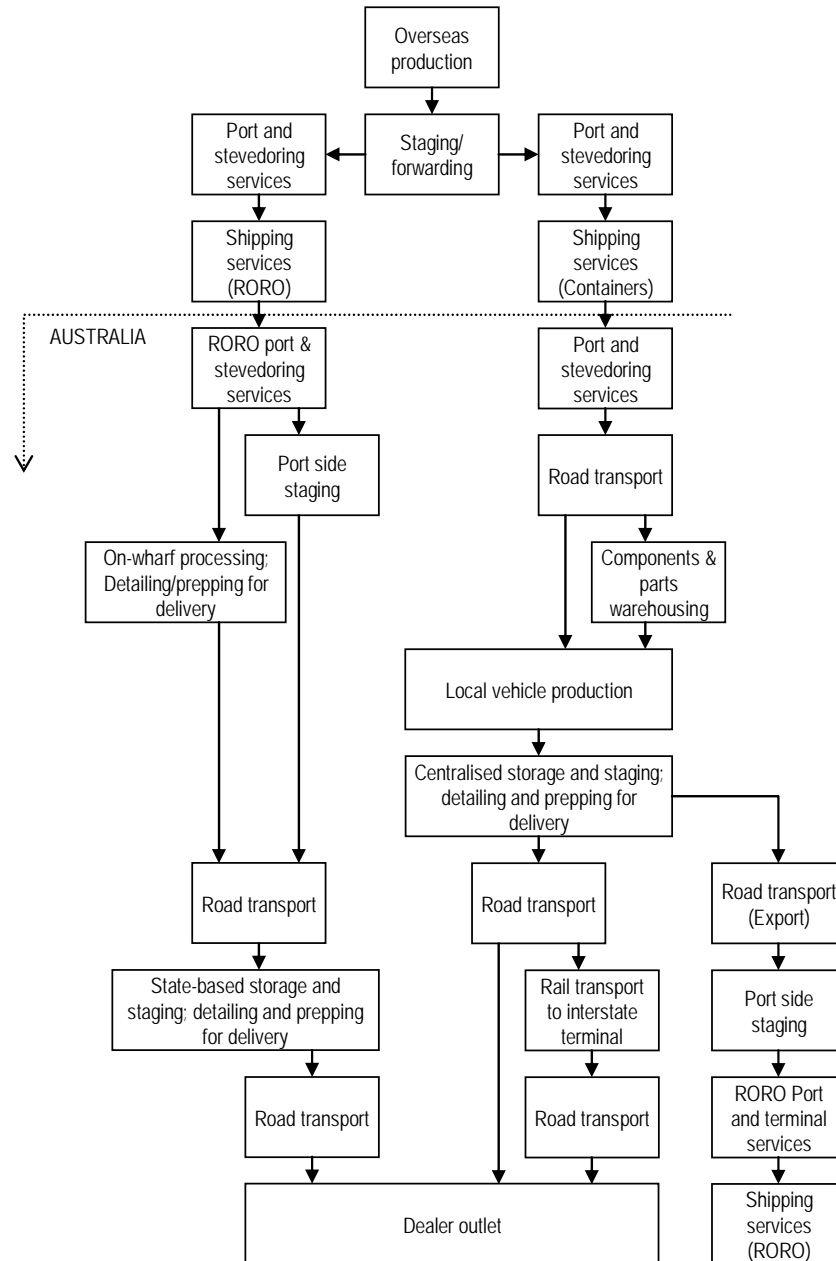 Overseas
production
Port and
stevedoring
services
Staging/
forwarding
Port and
stevedoring
services
Shipping
services
(RORO)
Shipping
services
(Containers)
AUSTRALIA
RORO port &
stevedoring
services
Port and
stevedoring
services
Port side
staging
Road transport
On-wharf processing;
Detailing/prepping for
delivery
Components &
parts
warehousing
Local vehicle production
Centralised storage and staging;
detailing and prepping for
delivery
Road transport
Road transport
Road transport
(Export)
State-based storage and
staging; detailing and prepping
for delivery
Rail transport
to interstate
terminal
Port side
staging
Road transport
Road transport
RORO Port
and terminal
services
Dealer outlet
Shipping
services
(RORO)